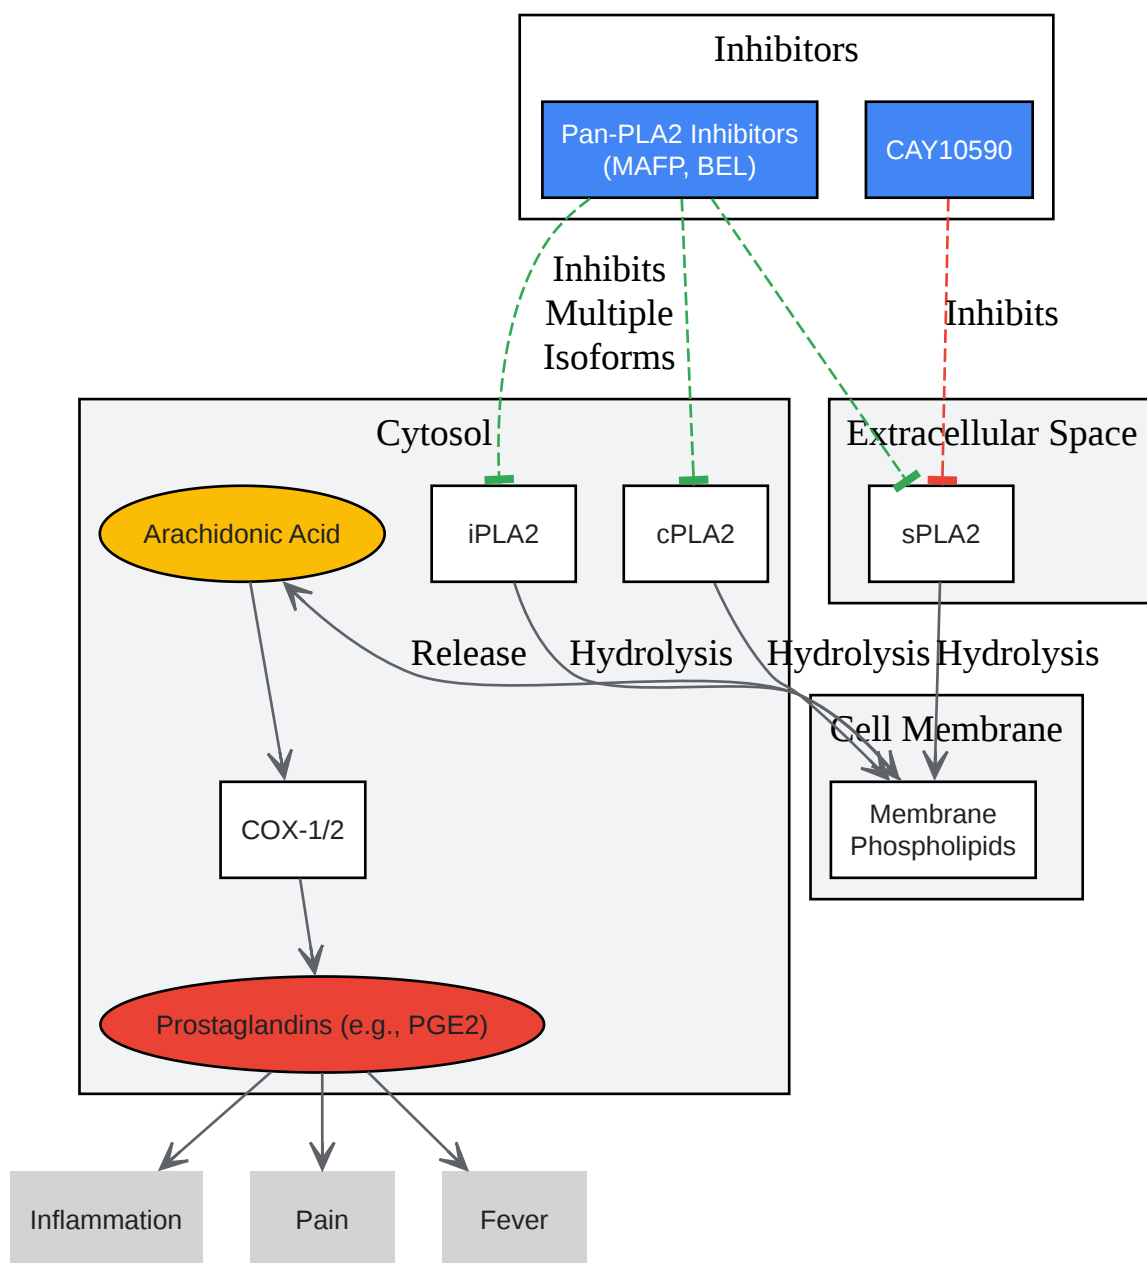 Inhibitors
Pan-PLA2 Inhibitors
(MAFP, BEL)
CAY10590
Inhibits
Multiple
Isoforms
Inhibits
Cytosol
Extracellular Space
Arachidonic Acid
iPLA2
cPLA2
sPLA2
Release
Hydrolysis
Hydrolysis
Hydrolysis
Cell Membrane
Membrane
Phospholipids
COX-1/2
Prostaglandins (e.g., PGE2)
Inflammation
Pain
Fever